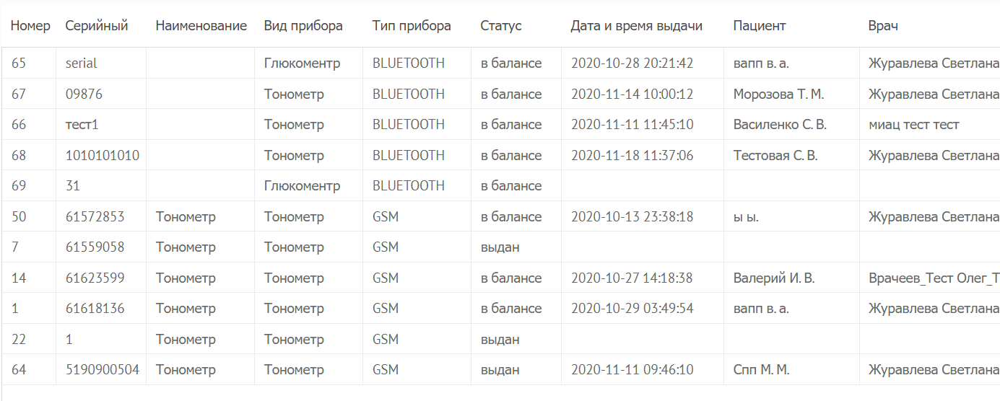 Номер Серийный Наименование Вид прибора Тип прибора Статус Дата и время выдачи Пациент Врач
65 serial Глюкоментр BLUETOOTH в балансе 2020-10-28 20:21:42 вапп в. а. Журавлева Светлана
67 09876 Тонометр BLUETOOTH в балансе 2020-11-14 10:00:12 Морозова Т. М. Журавлева Светлана
66 тест1 Тонометр BLUETOOTH в балансе 2020-11-11 11:45:10 Василенко С. В. миац тест тест
68 1010101010 Тонометр BLUETOOTH в балансе 2020-11-18 11:37:06 Тестовая С. В. Журавлева Светлана
69 31 Глюкоментр BLUETOOTH в балансе
50 61572853 Тонометр Тонометр GSM в балансе 2020-10-13 23:38:18 ы ы. Журавлева Светлана
7 61559058 Тонометр Тонометр GSM выдан
14 61623599 Тонометр Тонометр GSM в балансе 2020-10-27 14:18:38 Валерий И. В. Врачеев_Тест Олег_Т
1 61618136 Тонометр Тонометр GSM в балансе 2020-10-29 03:49:54 вапп в. а. Журавлева Светлана
22 1 Тонометр Тонометр GSM выдан
64 5190900504 Тонометр Тонометр GSM выдан 2020-11-11 09:46:10 Спп М. М. Журавлева Светлана